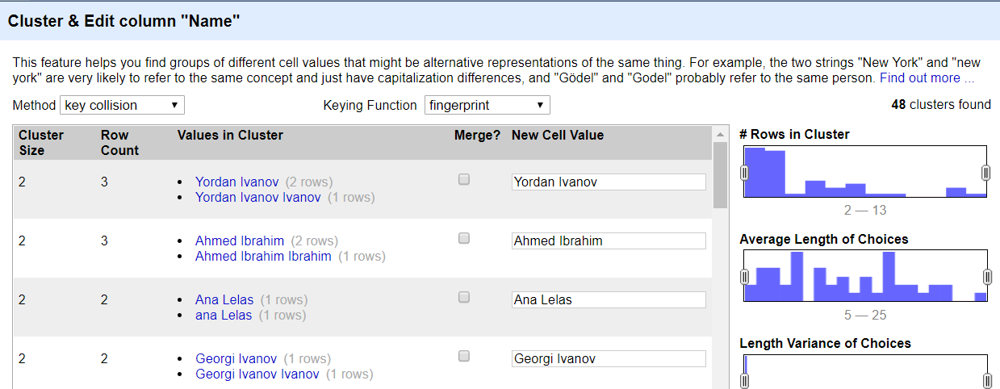 Cluster & Edit column "Name"
This feature helps you find groups of different cell values that might be alternative representations of the same thing. For example, the two strings "New York" and "new
york" are very likely to refer to the same concept and just have capitalization differences, and "Gödel" and "Godel" probably refer to the same person. Find out more ...
Method key collision Keying Function fingerprint 48 clusters found
Cluster Size Row Count Values in Cluster Merge? New Cell Value
2 3 Yordan Ivanov (2 rows) Yordan Ivanov
Yordan Ivanov Ivanov (1 rows)
2 3 Ahmed Ibrahim (2 rows) Ahmed Ibrahim
Ahmed Ibrahim Ibrahim (1 rows)
2 2 Ana Lelas (1 rows) Ana Lelas
ana Lelas (1 rows)
2 2 Georgi Ivanov (1 rows) Georgi Ivanov
Georgi Ivanov Ivanov (1 rows)
# Rows in Cluster
2 — 13
Average Length of Choices
5 — 25
Length Variance of Choices